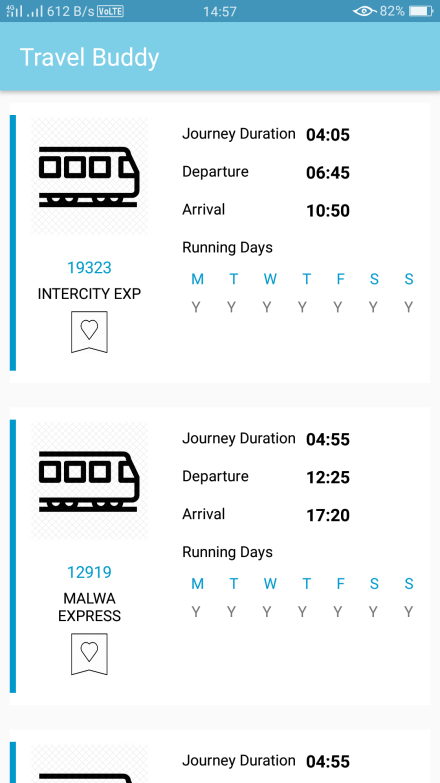 4G 612 B/s VoLTE 14:57 82%
Travel Buddy
Journey Duration 04:05
Departure 06:45
Arrival 10:50
Running Days
M T W T F S S
Y Y Y Y Y Y Y
19323
INTERCITY EXP
Journey Duration 04:55
Departure 12:25
Arrival 17:20
Running Days
M T W T F S S
Y Y Y Y Y Y Y
12919
MALWA
EXPRESS
Journey Duration 04:55